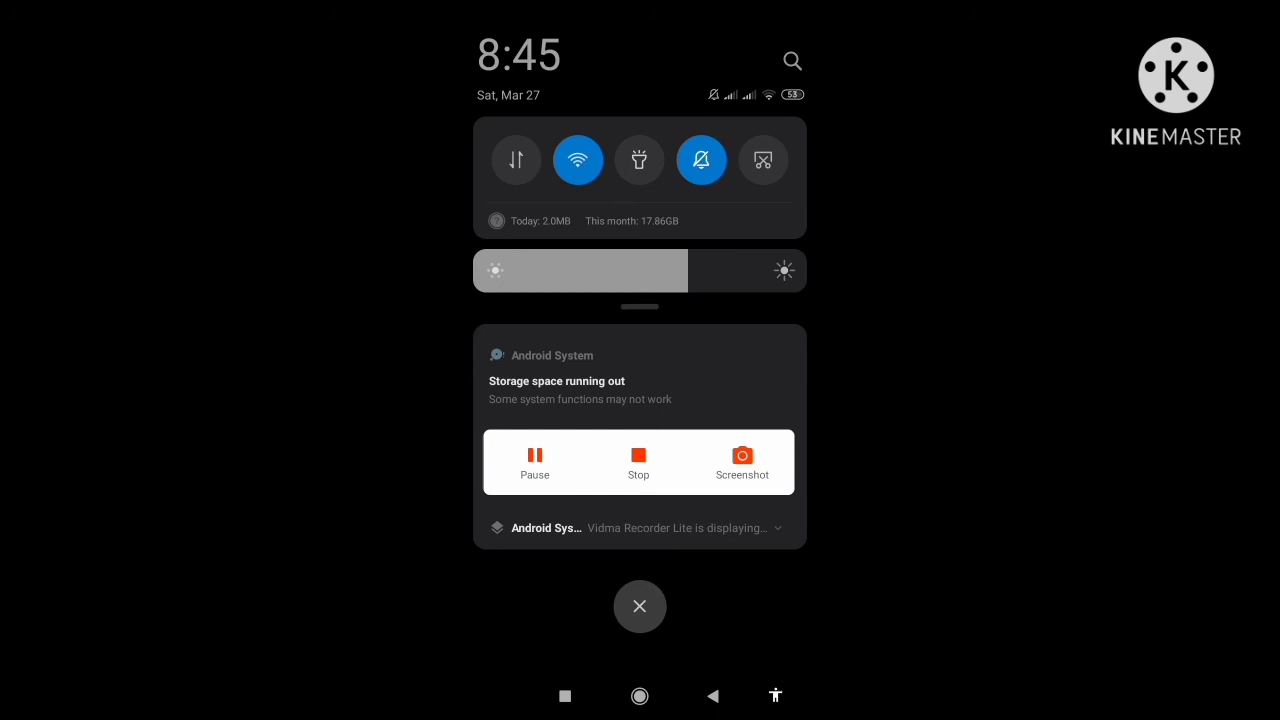 8:45
Sat, Mar 27
53
K
KINEMASTER
Today: 2.0MB This month: 17.86GB
Android System
Storage space running out
Some system functions may not work
Pause Stop Screenshot
Android Sys... Vidma Recorder Lite is displaying...